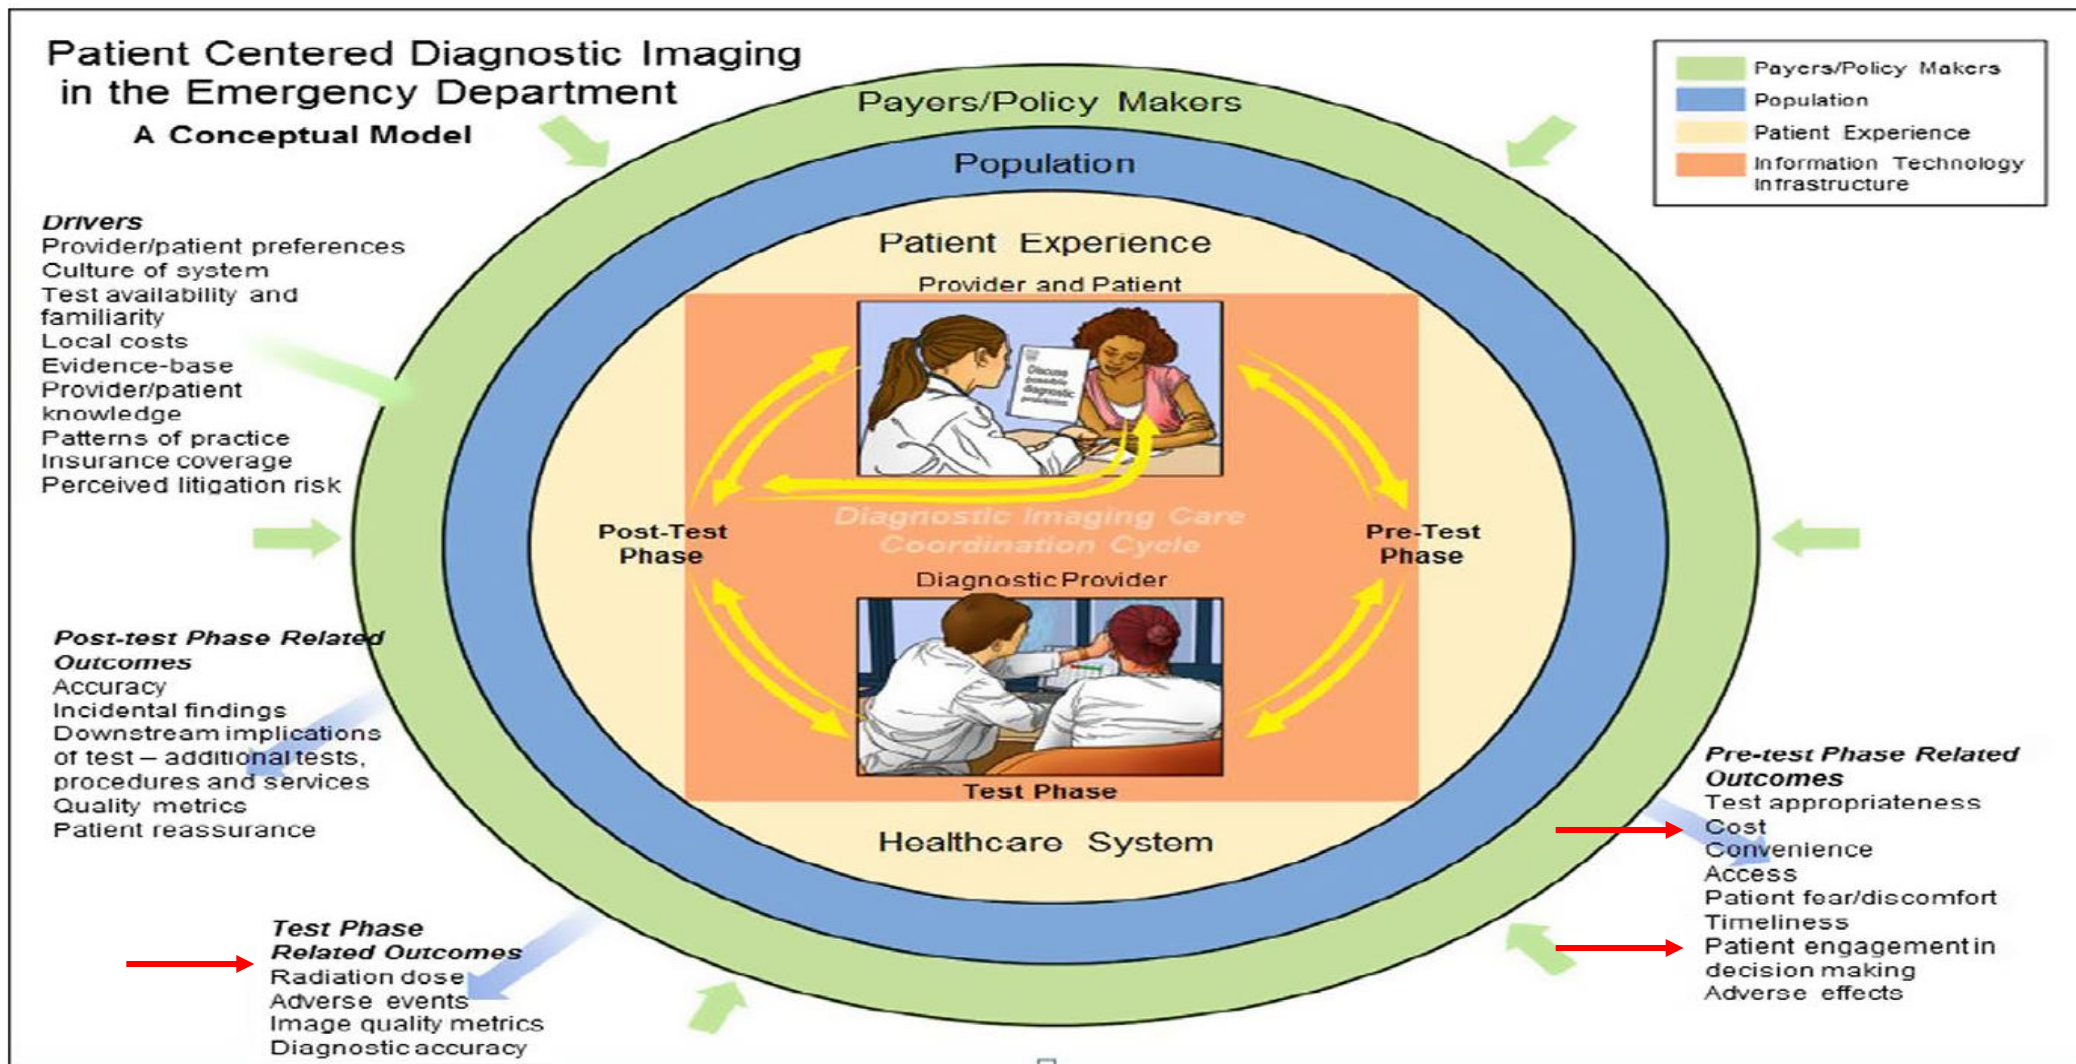 Patient Centered Diagnostic Imaging
in the Emergency Department
A Conceptual Model
Payers/Policy Makers
Population
Patient Experience
Information Technology
Infrastructure
Payers/Policy Makers
Population
Patient Experience
Provider and Patient
Discuss
possible
diagnostic
Drivers
Provider/patient preferences
Culture of system
Test availability and
familiarity
Local costs
Evidence-base
Provider/patient
knowledge
Patterns of practice
Insurance coverage
Perceived litigation risk
Diagnostic Imaging Care
Coordination Cycle
Post-Test
Phase
Pre-Test
Phase
Diagnostic Provider
Test Phase
Healthcare System
Post-test Phase Related
Outcomes
Accuracy
Incidental findings
Downstream implications
of test – additional tests,
procedures and services
Quality metrics
Patient reassurance
Test Phase
Related Outcomes
Radiation dose
Adverse events
Image quality metrics
Diagnostic accuracy
Pre-test Phase Related
Outcomes
Test appropriateness
Cost
Convenience
Access
Patient fear/discomfort
Timeliness
Patient engagement in
decision making
Adverse effects